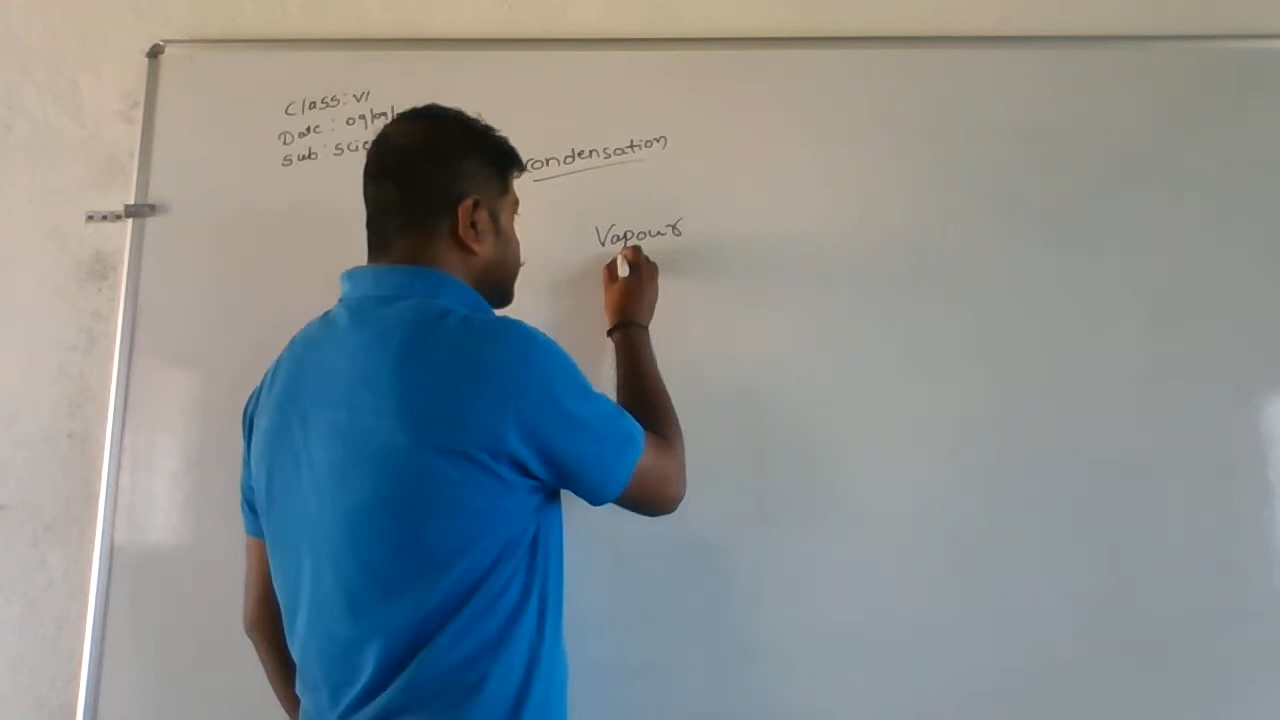 Class: VI
Date: 09/09/
Sub: Scie
condensation
Vapour